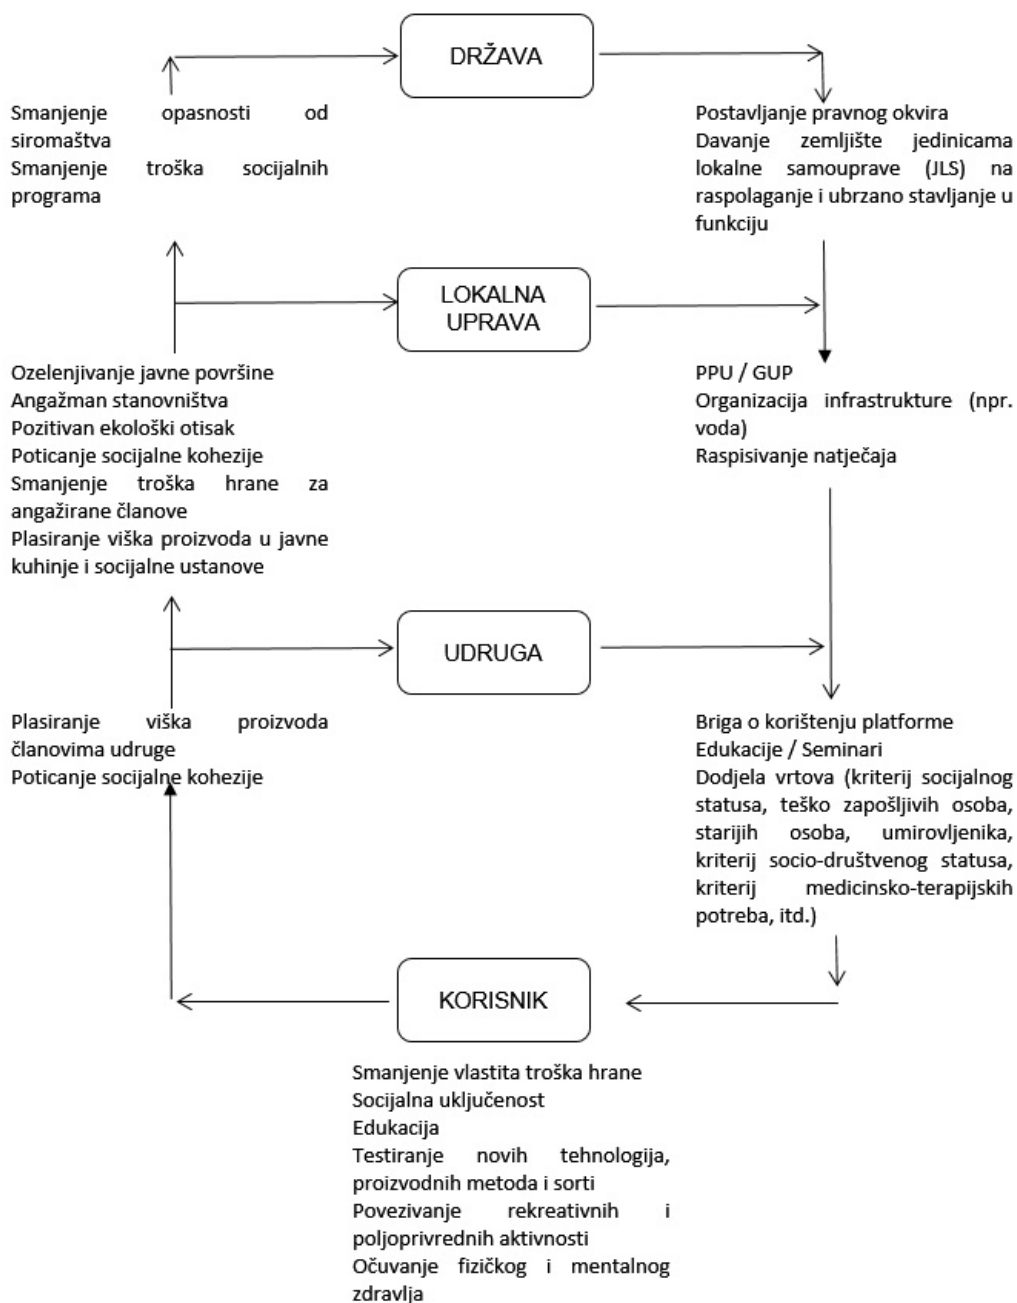 DRŽAVA
Smanjenje opasnosti od
siromaštva
Smanjenje troška socijalnih
programa
Postavljanje pravnog okvira
Davanje zemljište jedinicama
lokalne samouprave (JLS) na
raspolaganje i ubrzano stavljanje u
funkciju
LOKALNA
UPRAVA
Ozelenjivanje javne površine
Angažman stanovništva
Pozitivan ekološki otisak
Poticanje socijalne kohezije
Smanjenje troška hrane za
angažirane članove
Plasiranje viška proizvoda u javne
kuhinje i socijalne ustanove
PPU / GUP
Organizacija infrastrukture (npr.
voda)
Raspisivanje natječaja
UDRUGA
Plasiranje viška proizvoda
članovima udruge
Poticanje socijalne kohezije
Briga o korištenju platforme
Edukacije / Seminari
Dodjela vrtova (kriterij socijalnog
statusa, teško zapošljivih osoba,
starijih osoba, umirovljenika,
kriterij socio-društvenog statusa,
kriterij medicinsko-terapijskih
potreba, itd.)
KORISNIK
Smanjenje vlastita troška hrane
Socijalna uključenost
Edukacija
Testiranje novih tehnologija,
proizvodnih metoda i sorti
Povezivanje rekreativnih i
poljoprivrednih aktivnosti
Očuvanje fizičkog i mentalnog
zdravlja